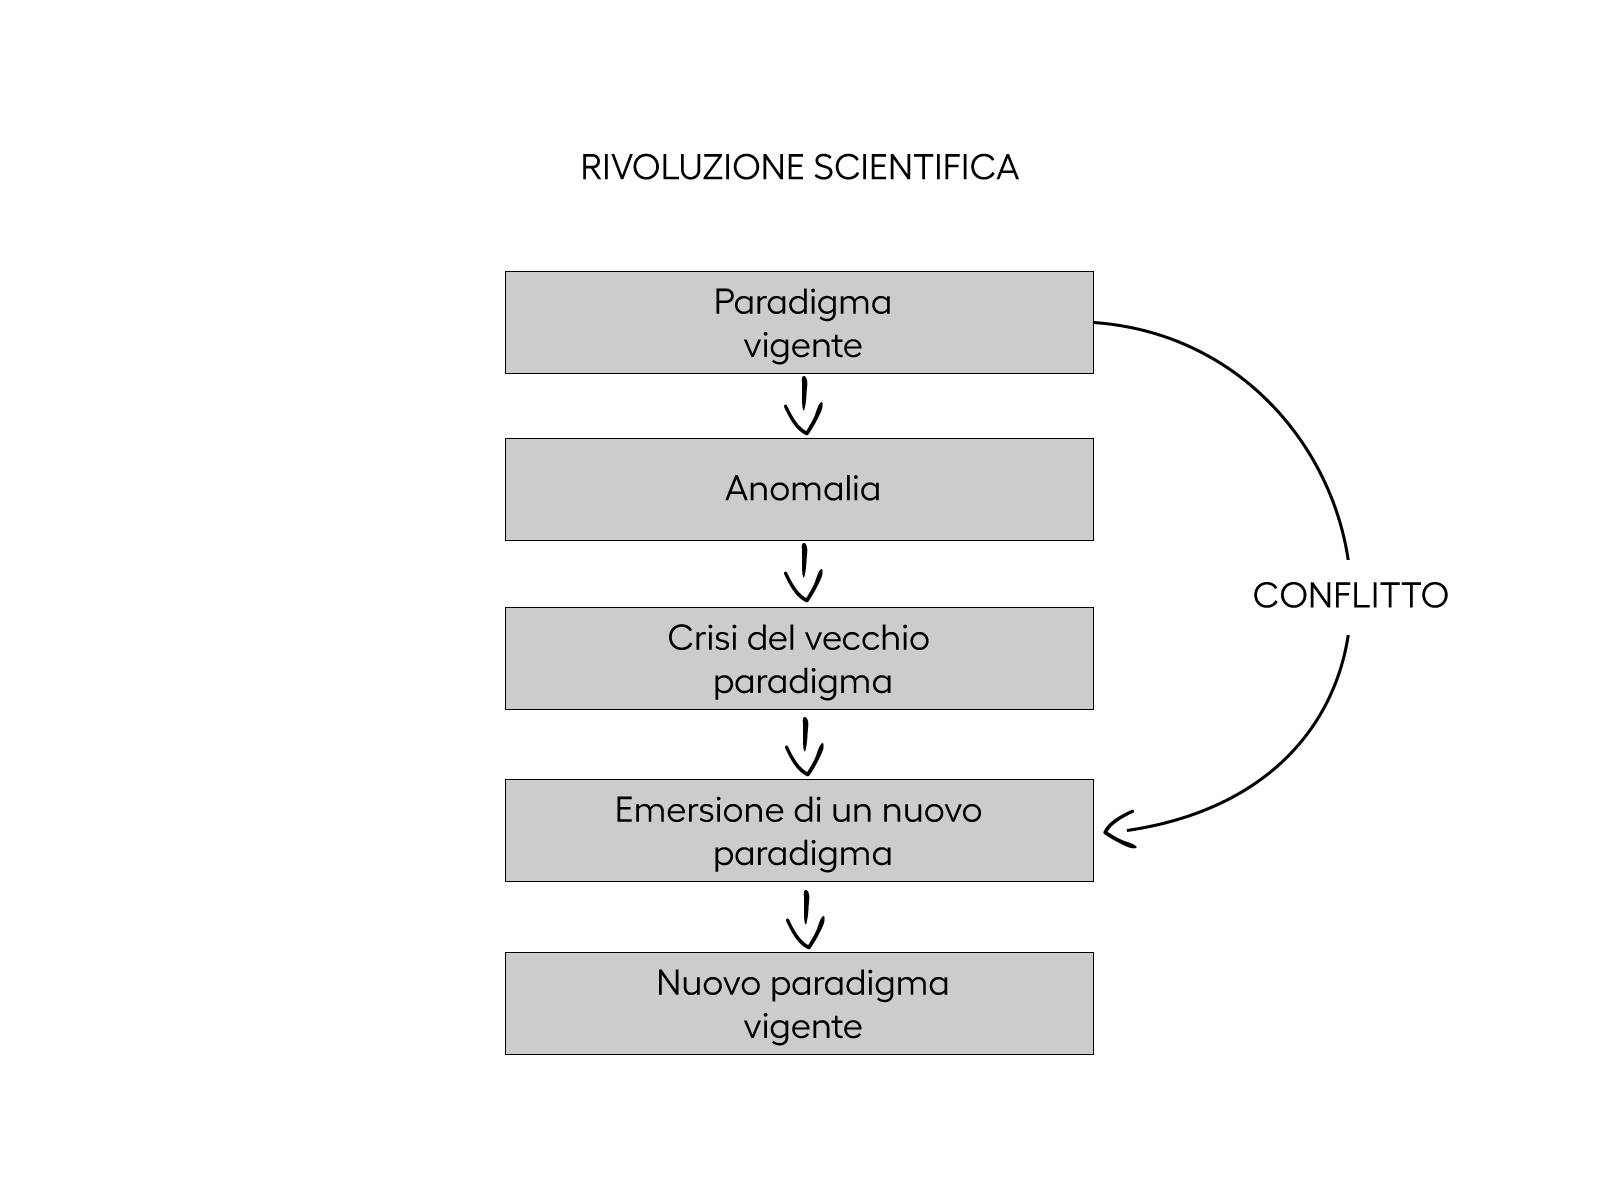 RIVOLUZIONE SCIENTIFICA
Paradigma
vigente
Anomalia
Crisi del vecchio
paradigma
CONFLITTO
Emersione di un nuovo
paradigma
Nuovo paradigma
vigente